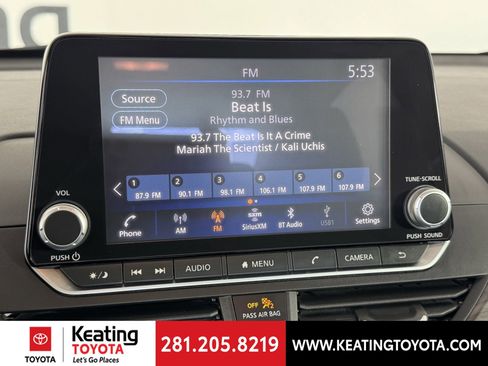 FM
5:53
Source
FM Menu
93.7 FM
Beat Is
Rhythm and Blues
93.7 The Beat Is It A Crime
Mariah The Scientist / Kali Uchis
1 2 3 4 5 6
87.9 FM 90.1 FM 98.1 FM 106.1 FM 107.9 FM 107.9 FM
VOL
TUNE·SCROLL
Phone
AM
FM
sxm
SiriusXM
BT Audio
USB1
Settings
PUSH
PUSH SOUND
AUDIO
MENU
CAMERA
OFF 2
PASS AIR BAG
TOYOTA
Keating
TOYOTA
Let's Go Places
281.205.8219
WWW.KEATINGTOYOTA.COM